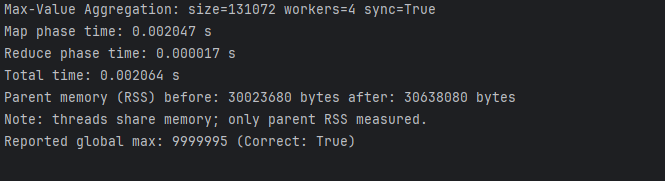 Max-Value Aggregation: size=131072 workers=4 sync=True
Map phase time: 0.002047 s
Reduce phase time: 0.000017 s
Total time: 0.002064 s
Parent memory (RSS) before: 30023680 bytes after: 30638080 bytes
Note: threads share memory; only parent RSS measured.
Reported global max: 9999995 (Correct: True)